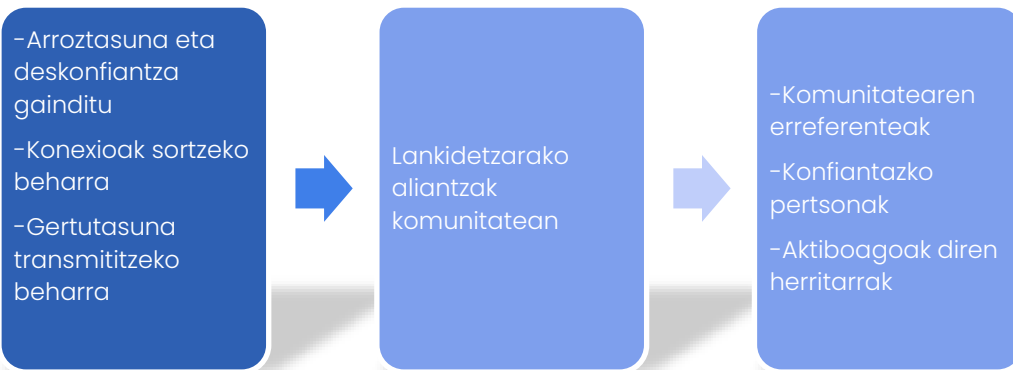 -Arroztasuna eta
deskonfiantza
gainditu
-Konexioak sortzeko
beharra
-Gertutasuna
transmititzeko
beharra
Lankidetzarako
aliantzak
komunitatean
-Komunitatearen
erreferenteak
-Konfiantazko
pertsonak
-Aktiboagoak diren
herritarrak